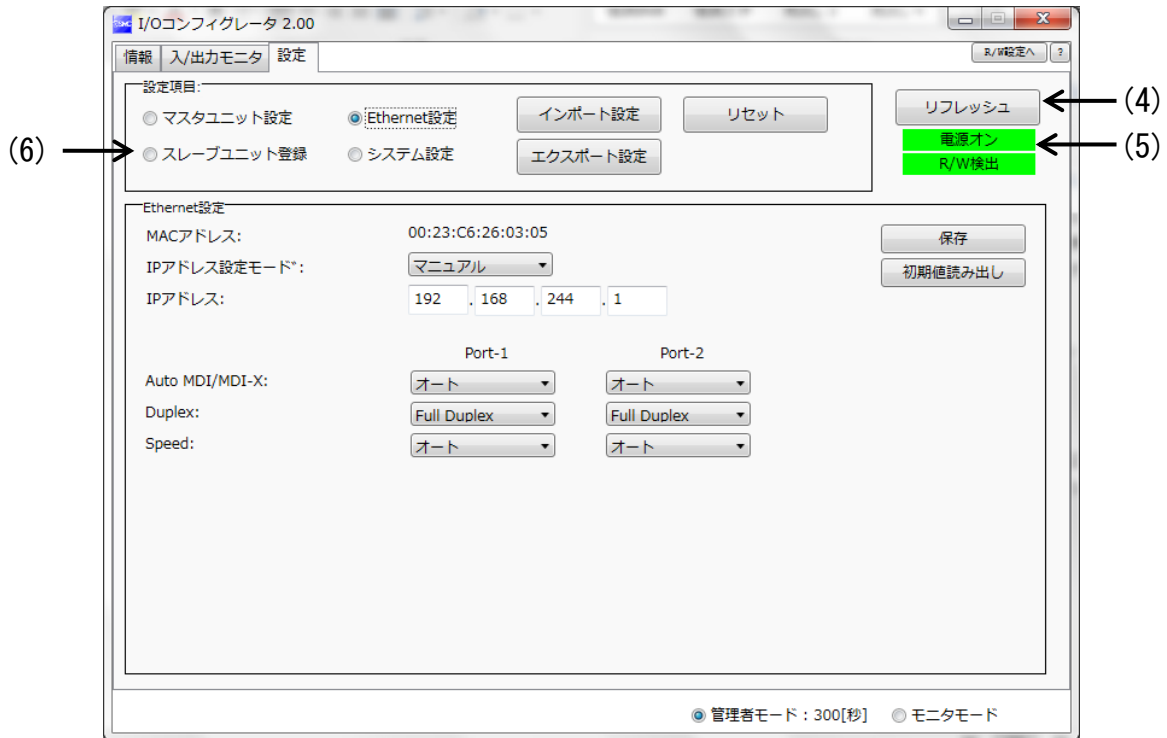 I/Oコンフィグレータ 2.00
情報 入/出力モニタ 設定 R/W設定へ ?
設定項目:
マスタユニット設定 Ethernet設定 インポート設定 リセット リフレッシュ (4)
(6) スレーブユニット登録 システム設定 エクスポート設定 電源オン (5)
R/W検出
Ethernet設定
MACアドレス: 00:23:C6:26:03:05 保存
IPアドレス設定モード゛: マニュアル 初期値読み出し
IPアドレス: 192 . 168 . 244 . 1
Port-1 Port-2
Auto MDI/MDI-X: オート オート
Duplex: Full Duplex Full Duplex
Speed: オート オート
管理者モード : 300[秒] モニタモード